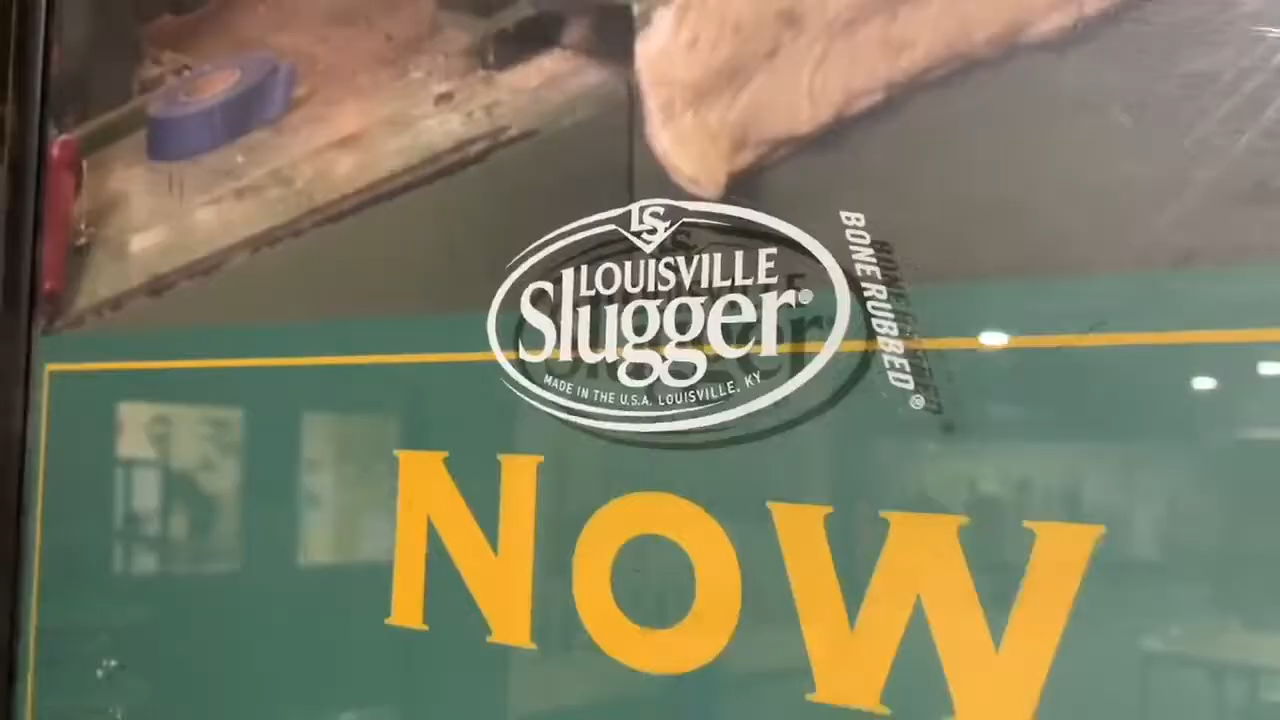 LS
LOUISVILLE
Slugger®
MADE IN THE U.S.A. LOUISVILLE, KY
BONE RUBBED®
NOW